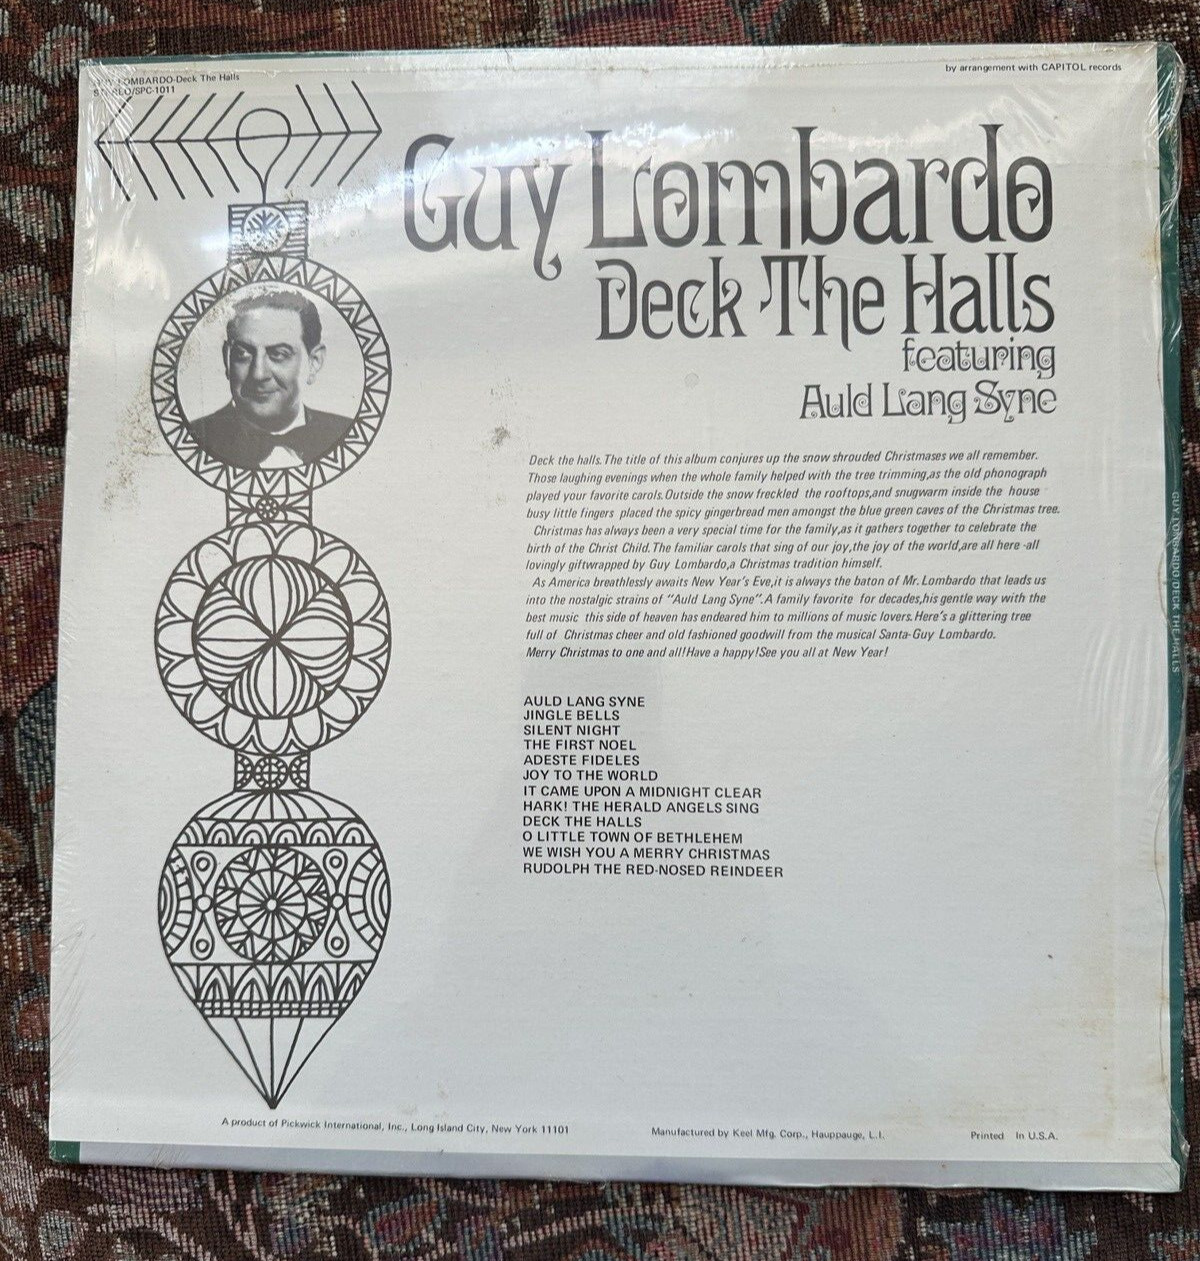 GUY LOMBARDO-Deck The Halls
STEREO/SPC-1011
by arrangement with CAPITOL records
Guy Lombardo
Deck The Halls
featuring
Auld Lang Syne
Deck the halls. The title of this album conjures up the snow shrouded Christmases we all remember.
Those laughing evenings when the whole family helped with the tree trimming,as the old phonograph
played your favorite carols.Outside the snow freckled the rooftops,and snugwarm inside the house
busy little fingers placed the spicy gingerbread men amongst the blue green caves of the Christmas tree.
Christmas has always been a very special time for the family,as it gathers together to celebrate the
birth of the Christ Child.The familiar carols that sing of our joy,the joy of the world,are all here -all
lovingly giftwrapped by Guy Lombardo,a Christmas tradition himself.
As America breathlessly awaits New Year's Eve,it is always the baton of Mr. Lombardo that leads us
into the nostalgic strains of "Auld Lang Syne".A family favorite for decades,his gentle way with the
best music this side of heaven has endeared him to millions of music lovers.Here's a glittering tree
full of Christmas cheer and old fashioned goodwill from the musical Santa-Guy Lombardo.
Merry Christmas to one and all!Have a happy!See you all at New Year!
AULD LANG SYNE
JINGLE BELLS
SILENT NIGHT
THE FIRST NOEL
ADESTE FIDELES
JOY TO THE WORLD
IT CAME UPON A MIDNIGHT CLEAR
HARK! THE HERALD ANGELS SING
DECK THE HALLS
O LITTLE TOWN OF BETHLEHEM
WE WISH YOU A MERRY CHRISTMAS
RUDOLPH THE RED-NOSED REINDEER
GUY LOMBARDO/DECK THE HALLS
A product of Pickwick International, Inc., Long Island City, New York 11101
Manufactured by Keel Mfg. Corp., Hauppauge, L.I.
Printed In U.S.A.